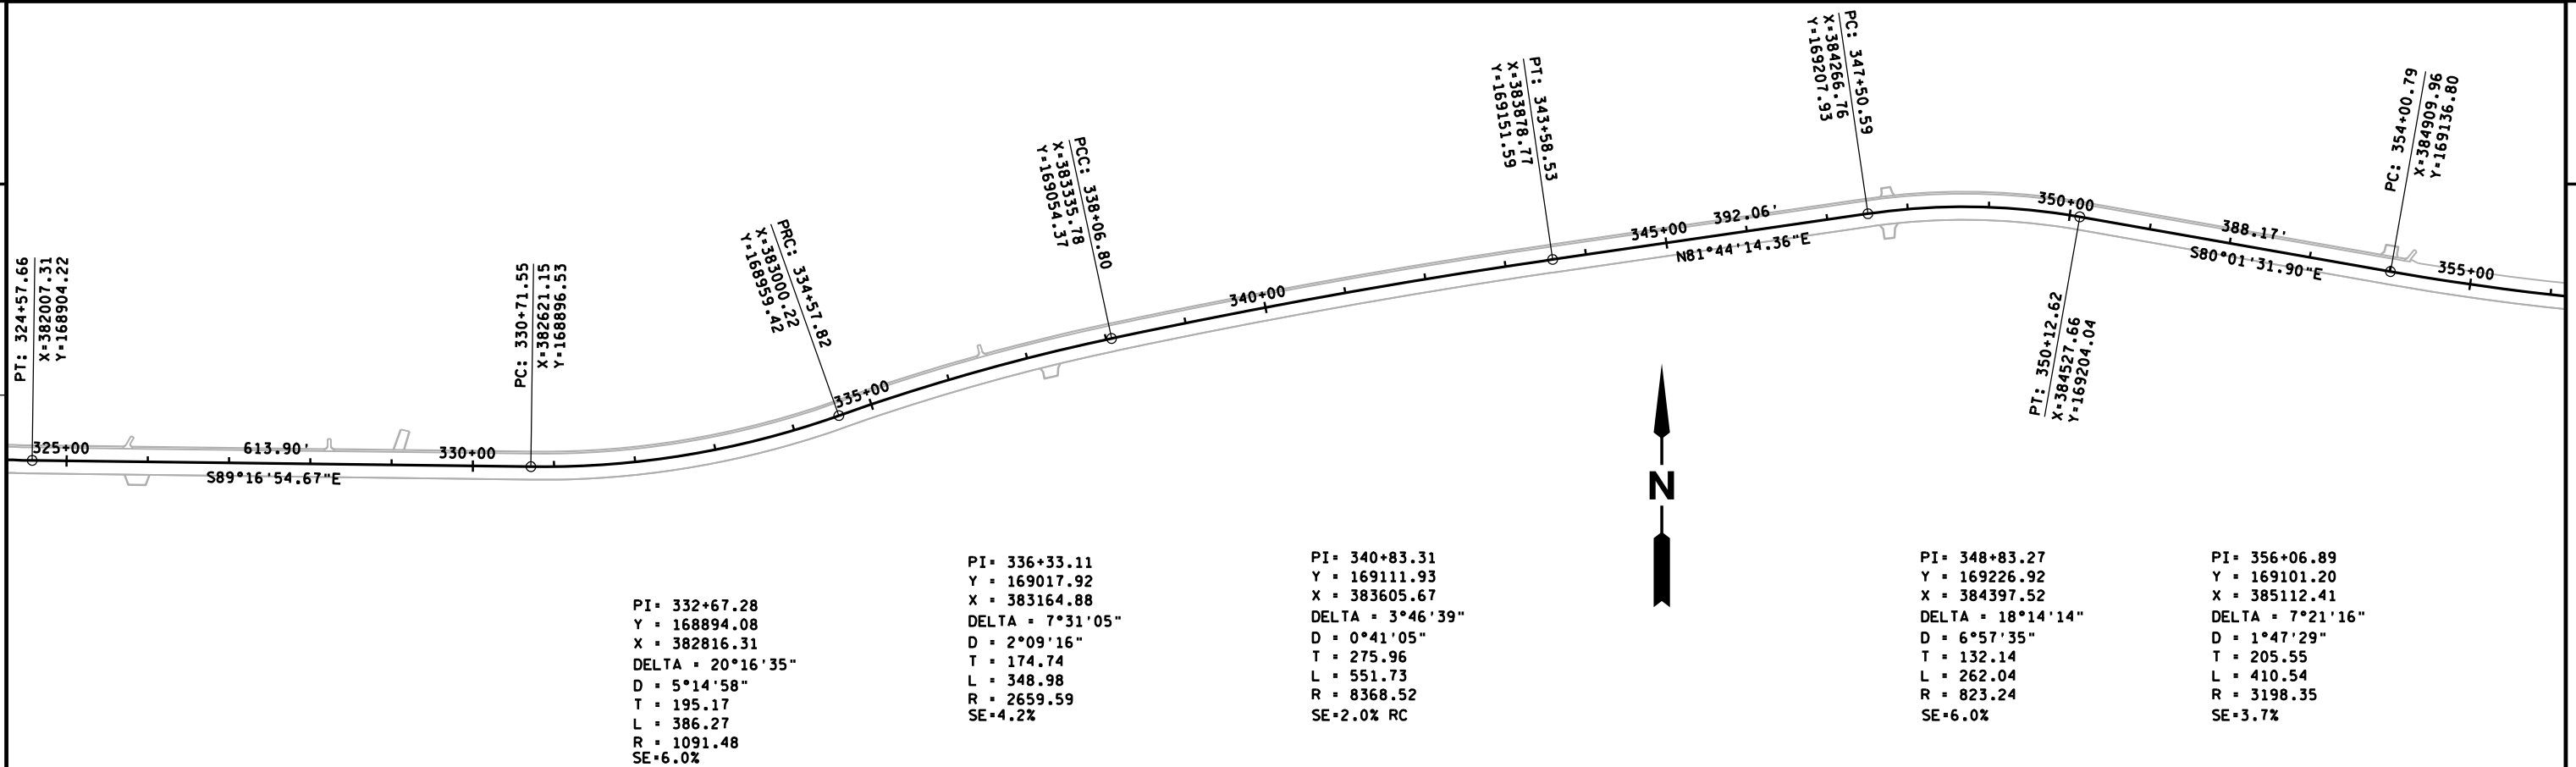 PT: 324+57.66
X=382007.31
Y=168904.22
325+00
613.90'
S89°16'54.67"E
330+00
PC: 330+71.55
X=382621.15
Y=168896.53
PRC: 334+57.82
X=383000.22
Y=168959.42
335+00
PCC: 338+06.80
X=383335.78
Y=169054.37
340+00
PT: 343+58.53
X=383878.77
Y=169151.59
345+00
392.06'
N81°44'14.36"E
PC: 347+50.59
X=384266.76
Y=169207.93
350+00
PT: 350+12.62
X=384527.66
Y=169204.04
388.17'
S80°01'31.90"E
PC: 354+00.79
X=384909.96
Y=169136.80
355+00
N
PI= 332+67.28
Y = 168894.08
X = 382816.31
DELTA = 20°16'35"
D = 5°14'58"
T = 195.17
L = 386.27
R = 1091.48
SE=6.0%
PI= 336+33.11
Y = 169017.92
X = 383164.88
DELTA = 7°31'05"
D = 2°09'16"
T = 174.74
L = 348.98
R = 2659.59
SE=4.2%
PI= 340+83.31
Y = 169111.93
X = 383605.67
DELTA = 3°46'39"
D = 0°41'05"
T = 275.96
L = 551.73
R = 8368.52
SE=2.0% RC
PI= 348+83.27
Y = 169226.92
X = 384397.52
DELTA = 18°14'14"
D = 6°57'35"
T = 132.14
L = 262.04
R = 823.24
SE=6.0%
PI= 356+06.89
Y = 169101.20
X = 385112.41
DELTA = 7°21'16"
D = 1°47'29"
T = 205.55
L = 410.54
R = 3198.35
SE=3.7%